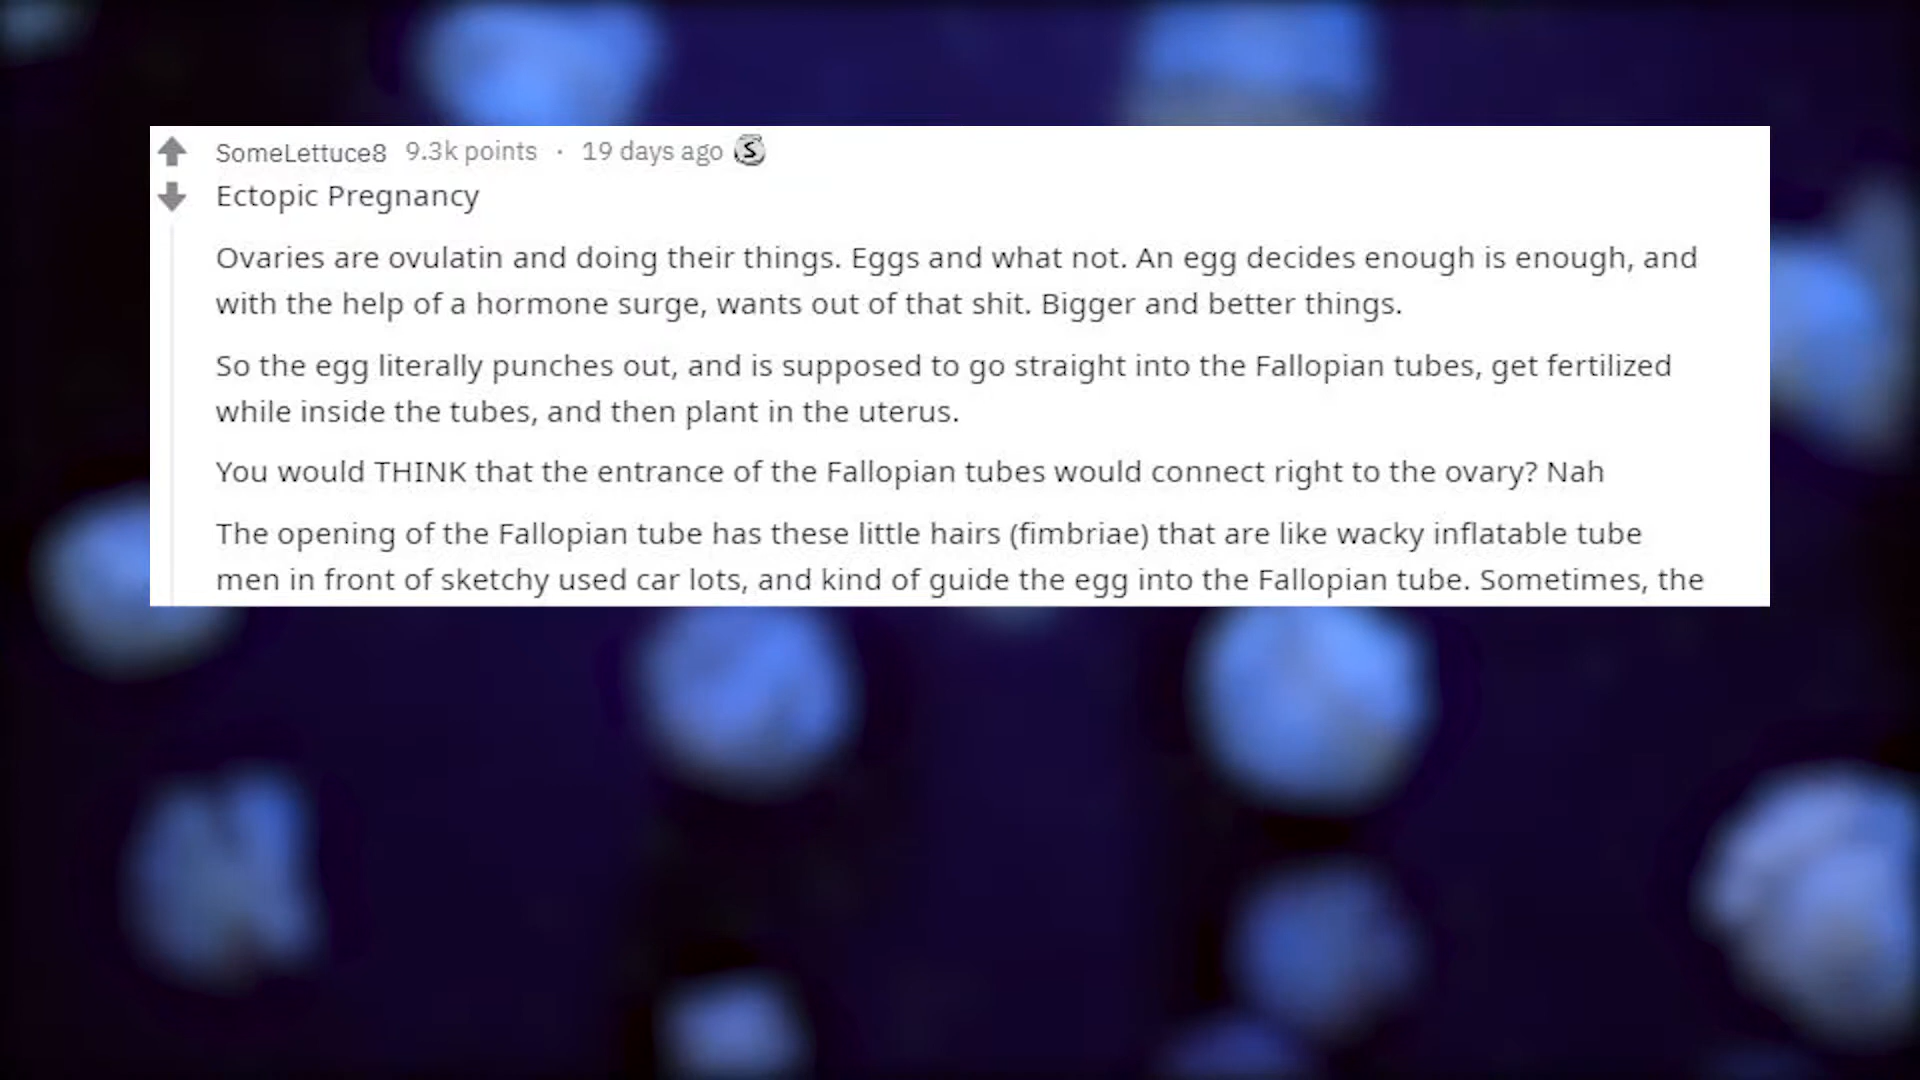 SomeLettuce8 9.3k points · 19 days ago S
Ectopic Pregnancy
Ovaries are ovulatin and doing their things. Eggs and what not. An egg decides enough is enough, and
with the help of a hormone surge, wants out of that shit. Bigger and better things.
So the egg literally punches out, and is supposed to go straight into the Fallopian tubes, get fertilized
while inside the tubes, and then plant in the uterus.
You would THINK that the entrance of the Fallopian tubes would connect right to the ovary? Nah
The opening of the Fallopian tube has these little hairs (fimbriae) that are like wacky inflatable tube
men in front of sketchy used car lots, and kind of guide the egg into the Fallopian tube. Sometimes, the